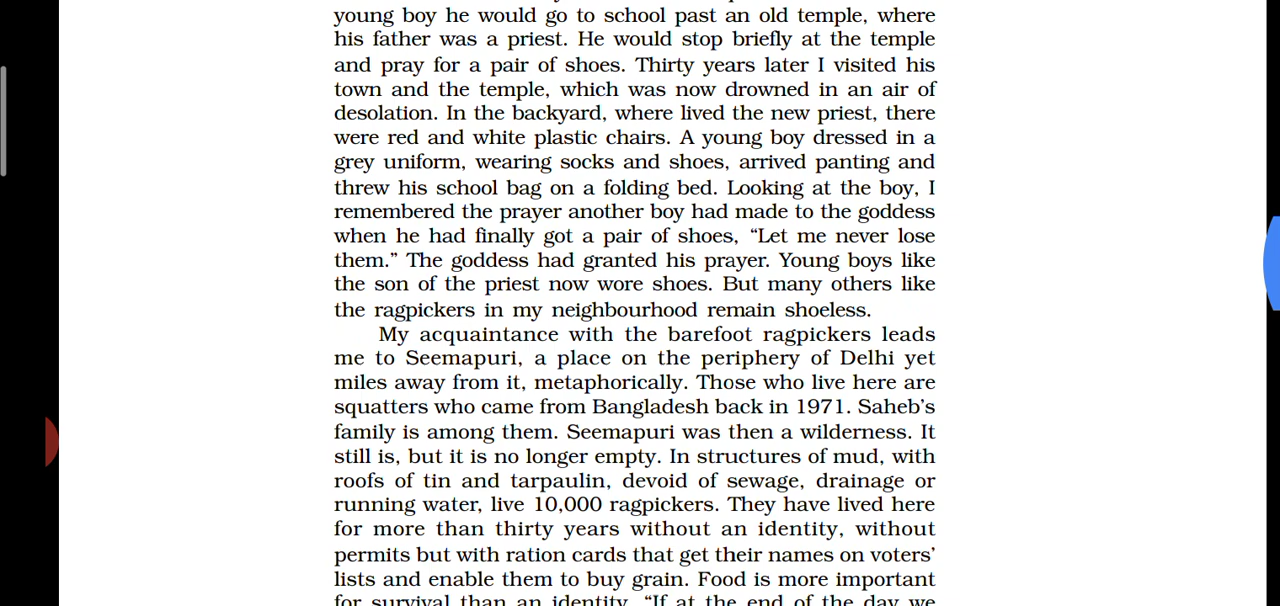 young boy he would go to school past an old temple, where
his father was a priest. He would stop briefly at the temple
and pray for a pair of shoes. Thirty years later I visited his
town and the temple, which was now drowned in an air of
desolation. In the backyard, where lived the new priest, there
were red and white plastic chairs. A young boy dressed in a
grey uniform, wearing socks and shoes, arrived panting and
threw his school bag on a folding bed. Looking at the boy, I
remembered the prayer another boy had made to the goddess
when he had finally got a pair of shoes, “Let me never lose
them.” The goddess had granted his prayer. Young boys like
the son of the priest now wore shoes. But many others like
the ragpickers in my neighbourhood remain shoeless.
My acquaintance with the barefoot ragpickers leads
me to Seemapuri, a place on the periphery of Delhi yet
miles away from it, metaphorically. Those who live here are
squatters who came from Bangladesh back in 1971. Saheb’s
family is among them. Seemapuri was then a wilderness. It
still is, but it is no longer empty. In structures of mud, with
roofs of tin and tarpaulin, devoid of sewage, drainage or
running water, live 10,000 ragpickers. They have lived here
for more than thirty years without an identity, without
permits but with ration cards that get their names on voters’
lists and enable them to buy grain. Food is more important
for survival than an identity. “If at the end of the day we